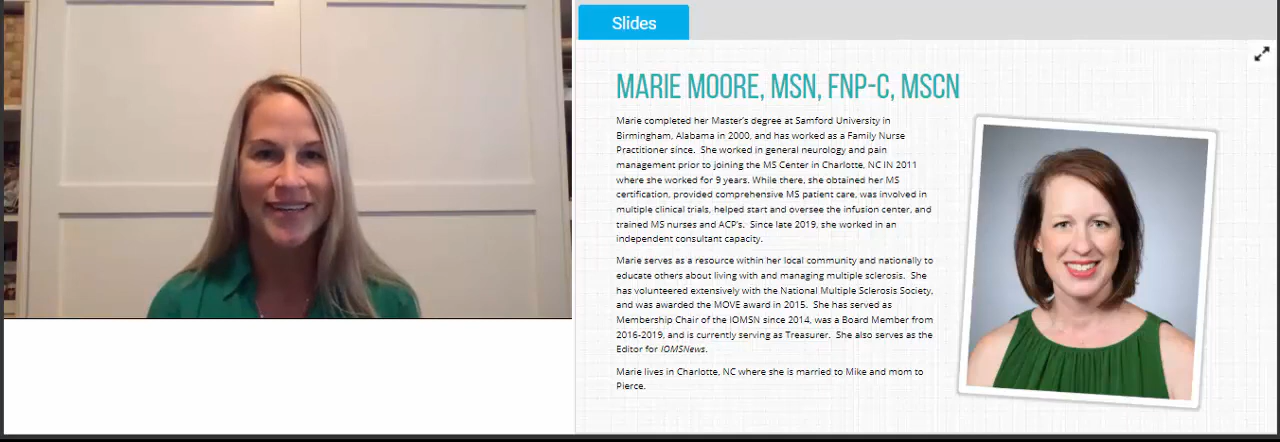 Slides
MARIE MOORE, MSN, FNP-C, MSCN
Marie completed her Master's degree at Samford University in
Birmingham, Alabama in 2000, and has worked as a Family Nurse
Practitioner since. She worked in general neurology and pain
management prior to joining the MS Center in Charlotte, NC IN 2011
where she worked for 9 years. While there, she obtained her MS
certification, provided comprehensive MS patient care, was involved in
multiple clinical trials, helped start and oversee the infusion center, and
trained MS nurses and ACP's. Since late 2019, she worked in an
independent consultant capacity.
Marie serves as a resource within her local community and nationally to
educate others about living with and managing multiple sclerosis. She
has volunteered extensively with the National Multiple Sclerosis Society,
and was awarded the MOVE award in 2015. She has served as
Membership Chair of the IOMSN since 2014, was a Board Member from
2016-2019, and is currently serving as Treasurer. She also serves as the
Editor for IOMSNews.
Marie lives in Charlotte, NC where she is married to Mike and mom to
Pierce.